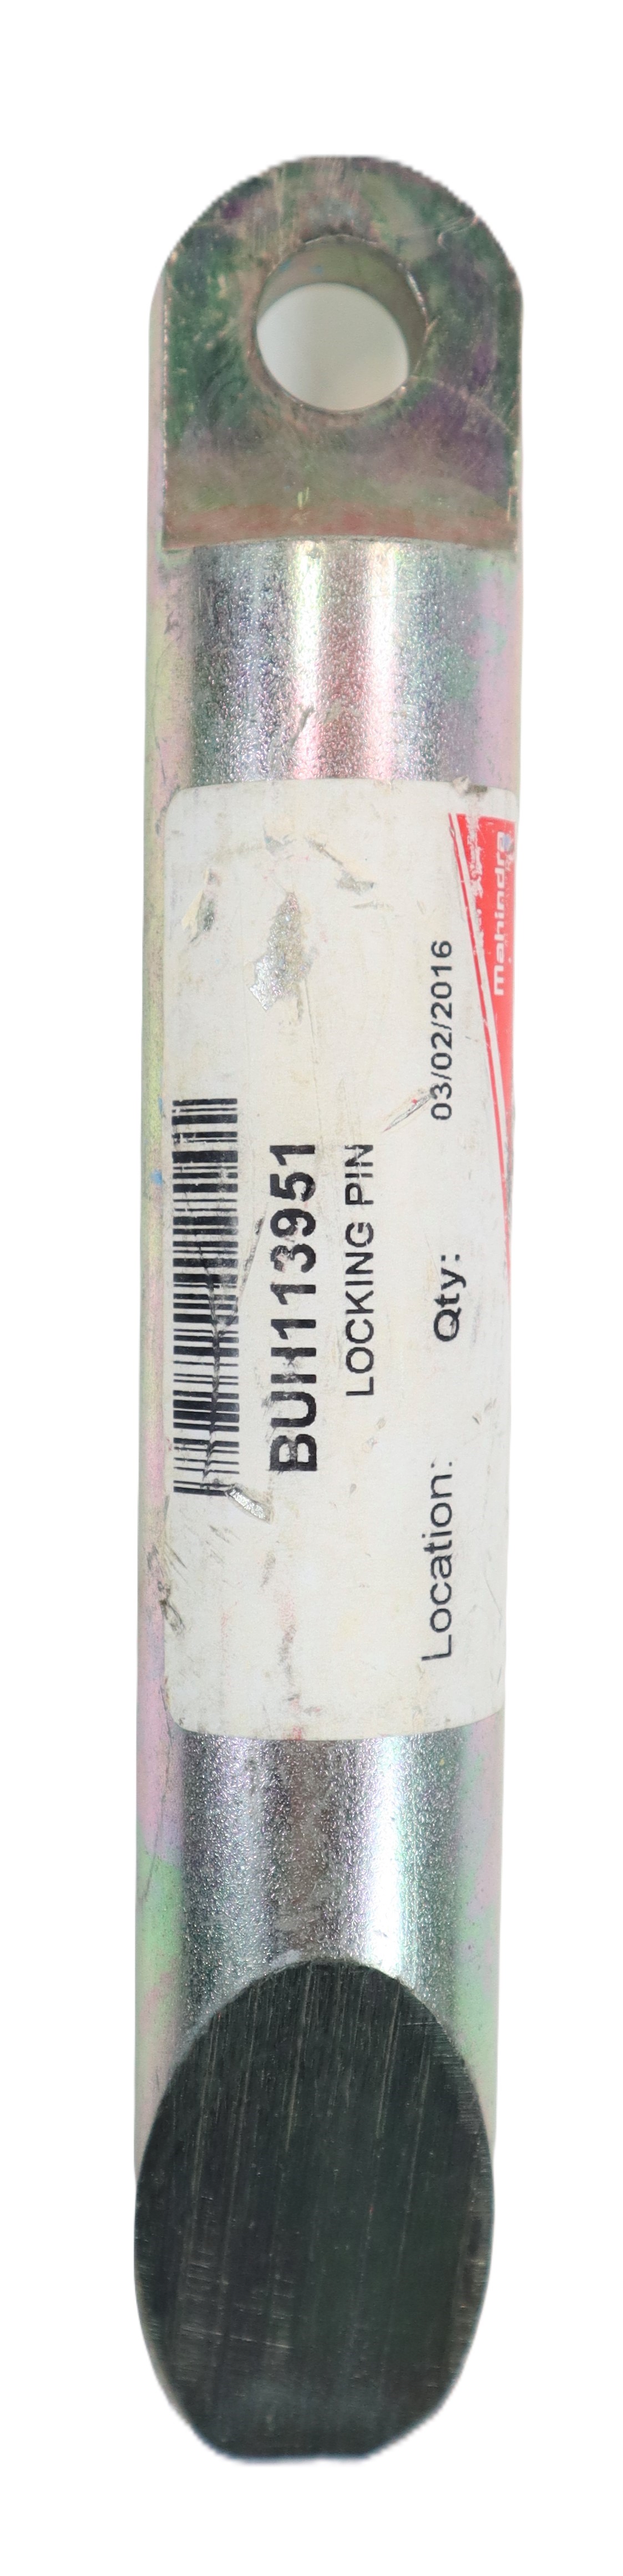 BUH113951
LOCKING PIN
Location: Qty: 03/02/2016
mahindra